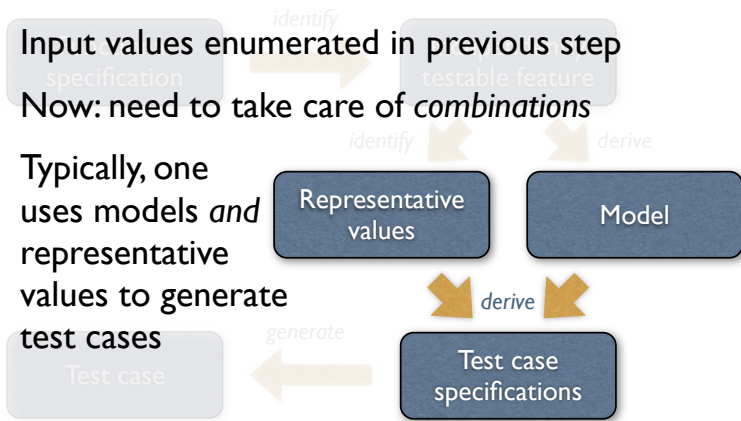 identify
Input values enumerated in previous step
specification
testable feature
Now: need to take care of combinations
identify
derive
Typically, one
uses models and
representative
values to generate
test cases
Representative
values
Model
derive
generate
Test case
Test case
specifications